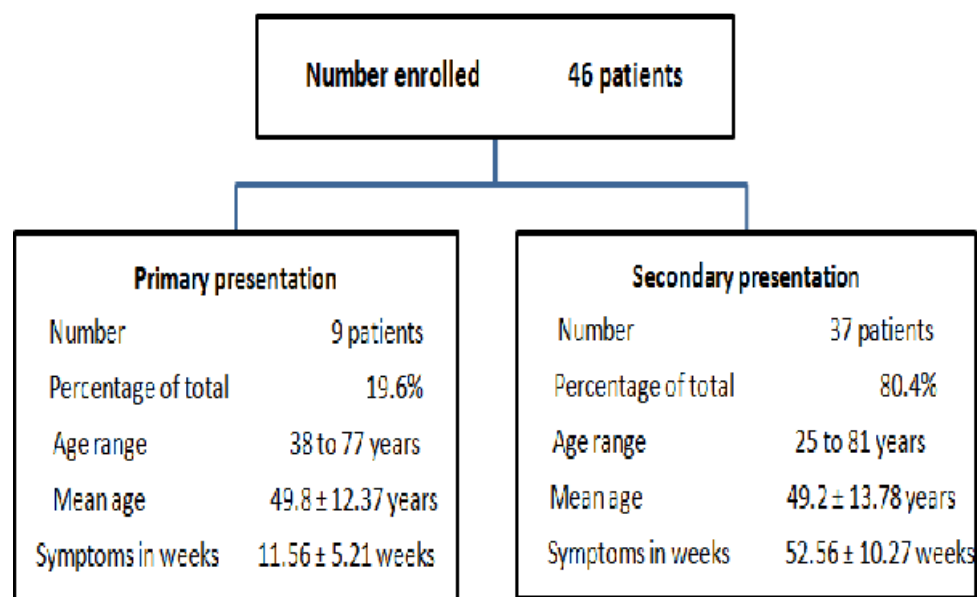 Number enrolled 46 patients
Primary presentation
Number 9 patients
Percentage of total 19.6%
Age range 38 to 77 years
Mean age 49.8 ± 12.37 years
Symptoms in weeks 11.56 ± 5.21 weeks
Secondary presentation
Number 37 patients
Percentage of total 80.4%
Age range 25 to 81 years
Mean age 49.2 ± 13.78 years
Symptoms in weeks 52.56 ± 10.27 weeks